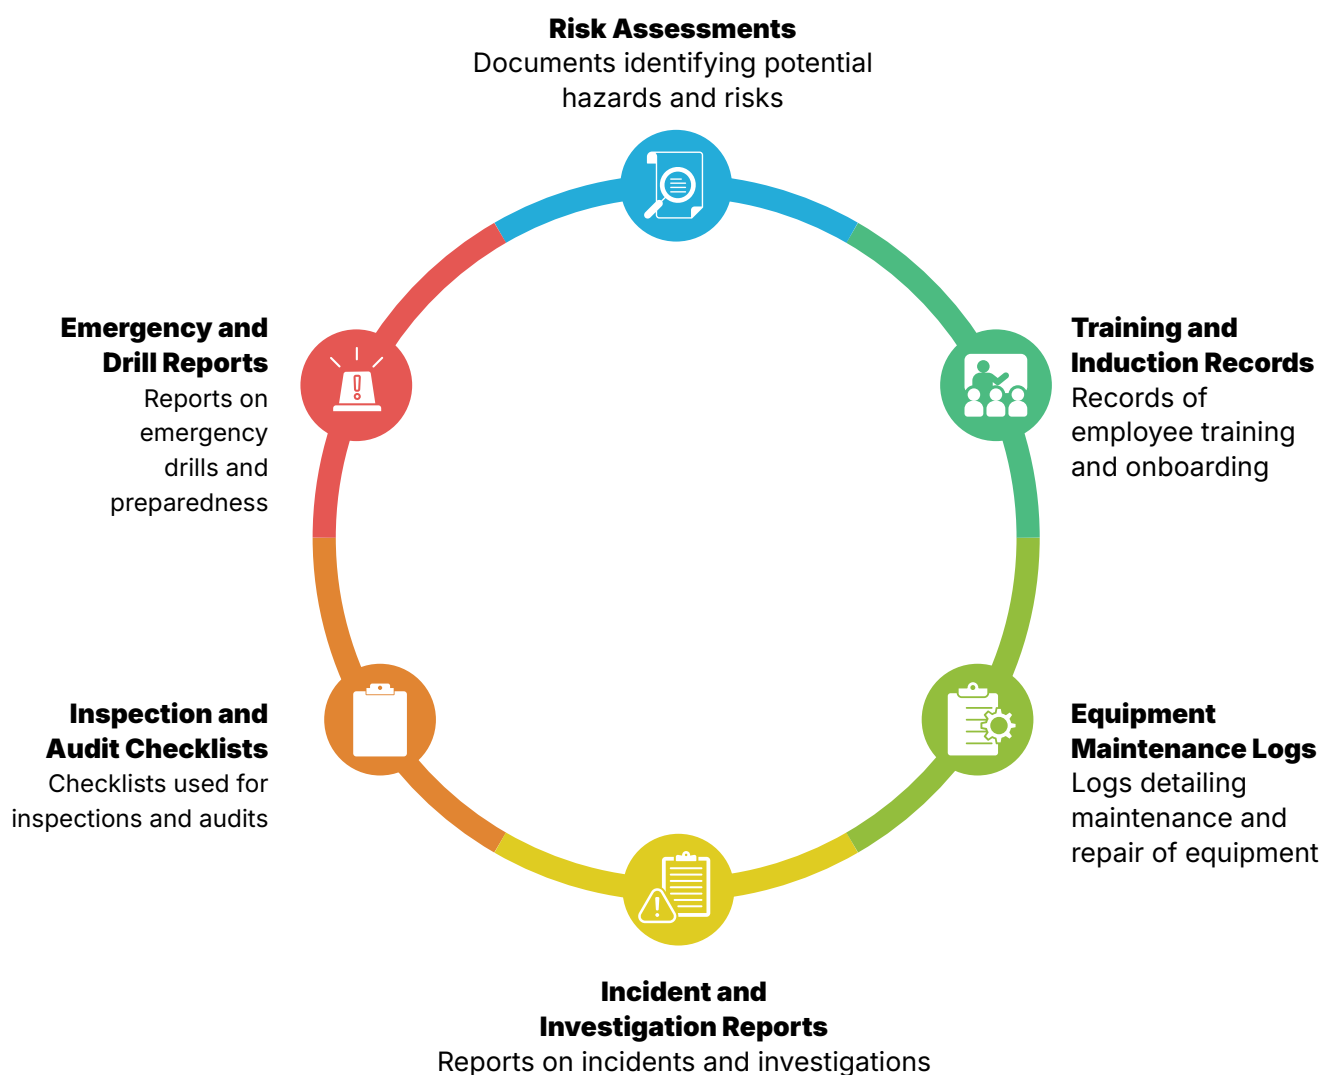 Risk Assessments
Documents identifying potential
hazards and risks
Training and
Induction Records
Records of
employee training
and onboarding
Equipment
Maintenance Logs
Logs detailing
maintenance and
repair of equipment
Incident and
Investigation Reports
Reports on incidents and investigations
Inspection and
Audit Checklists
Checklists used for
inspections and audits
Emergency and
Drill Reports
Reports on
emergency
drills and
preparedness